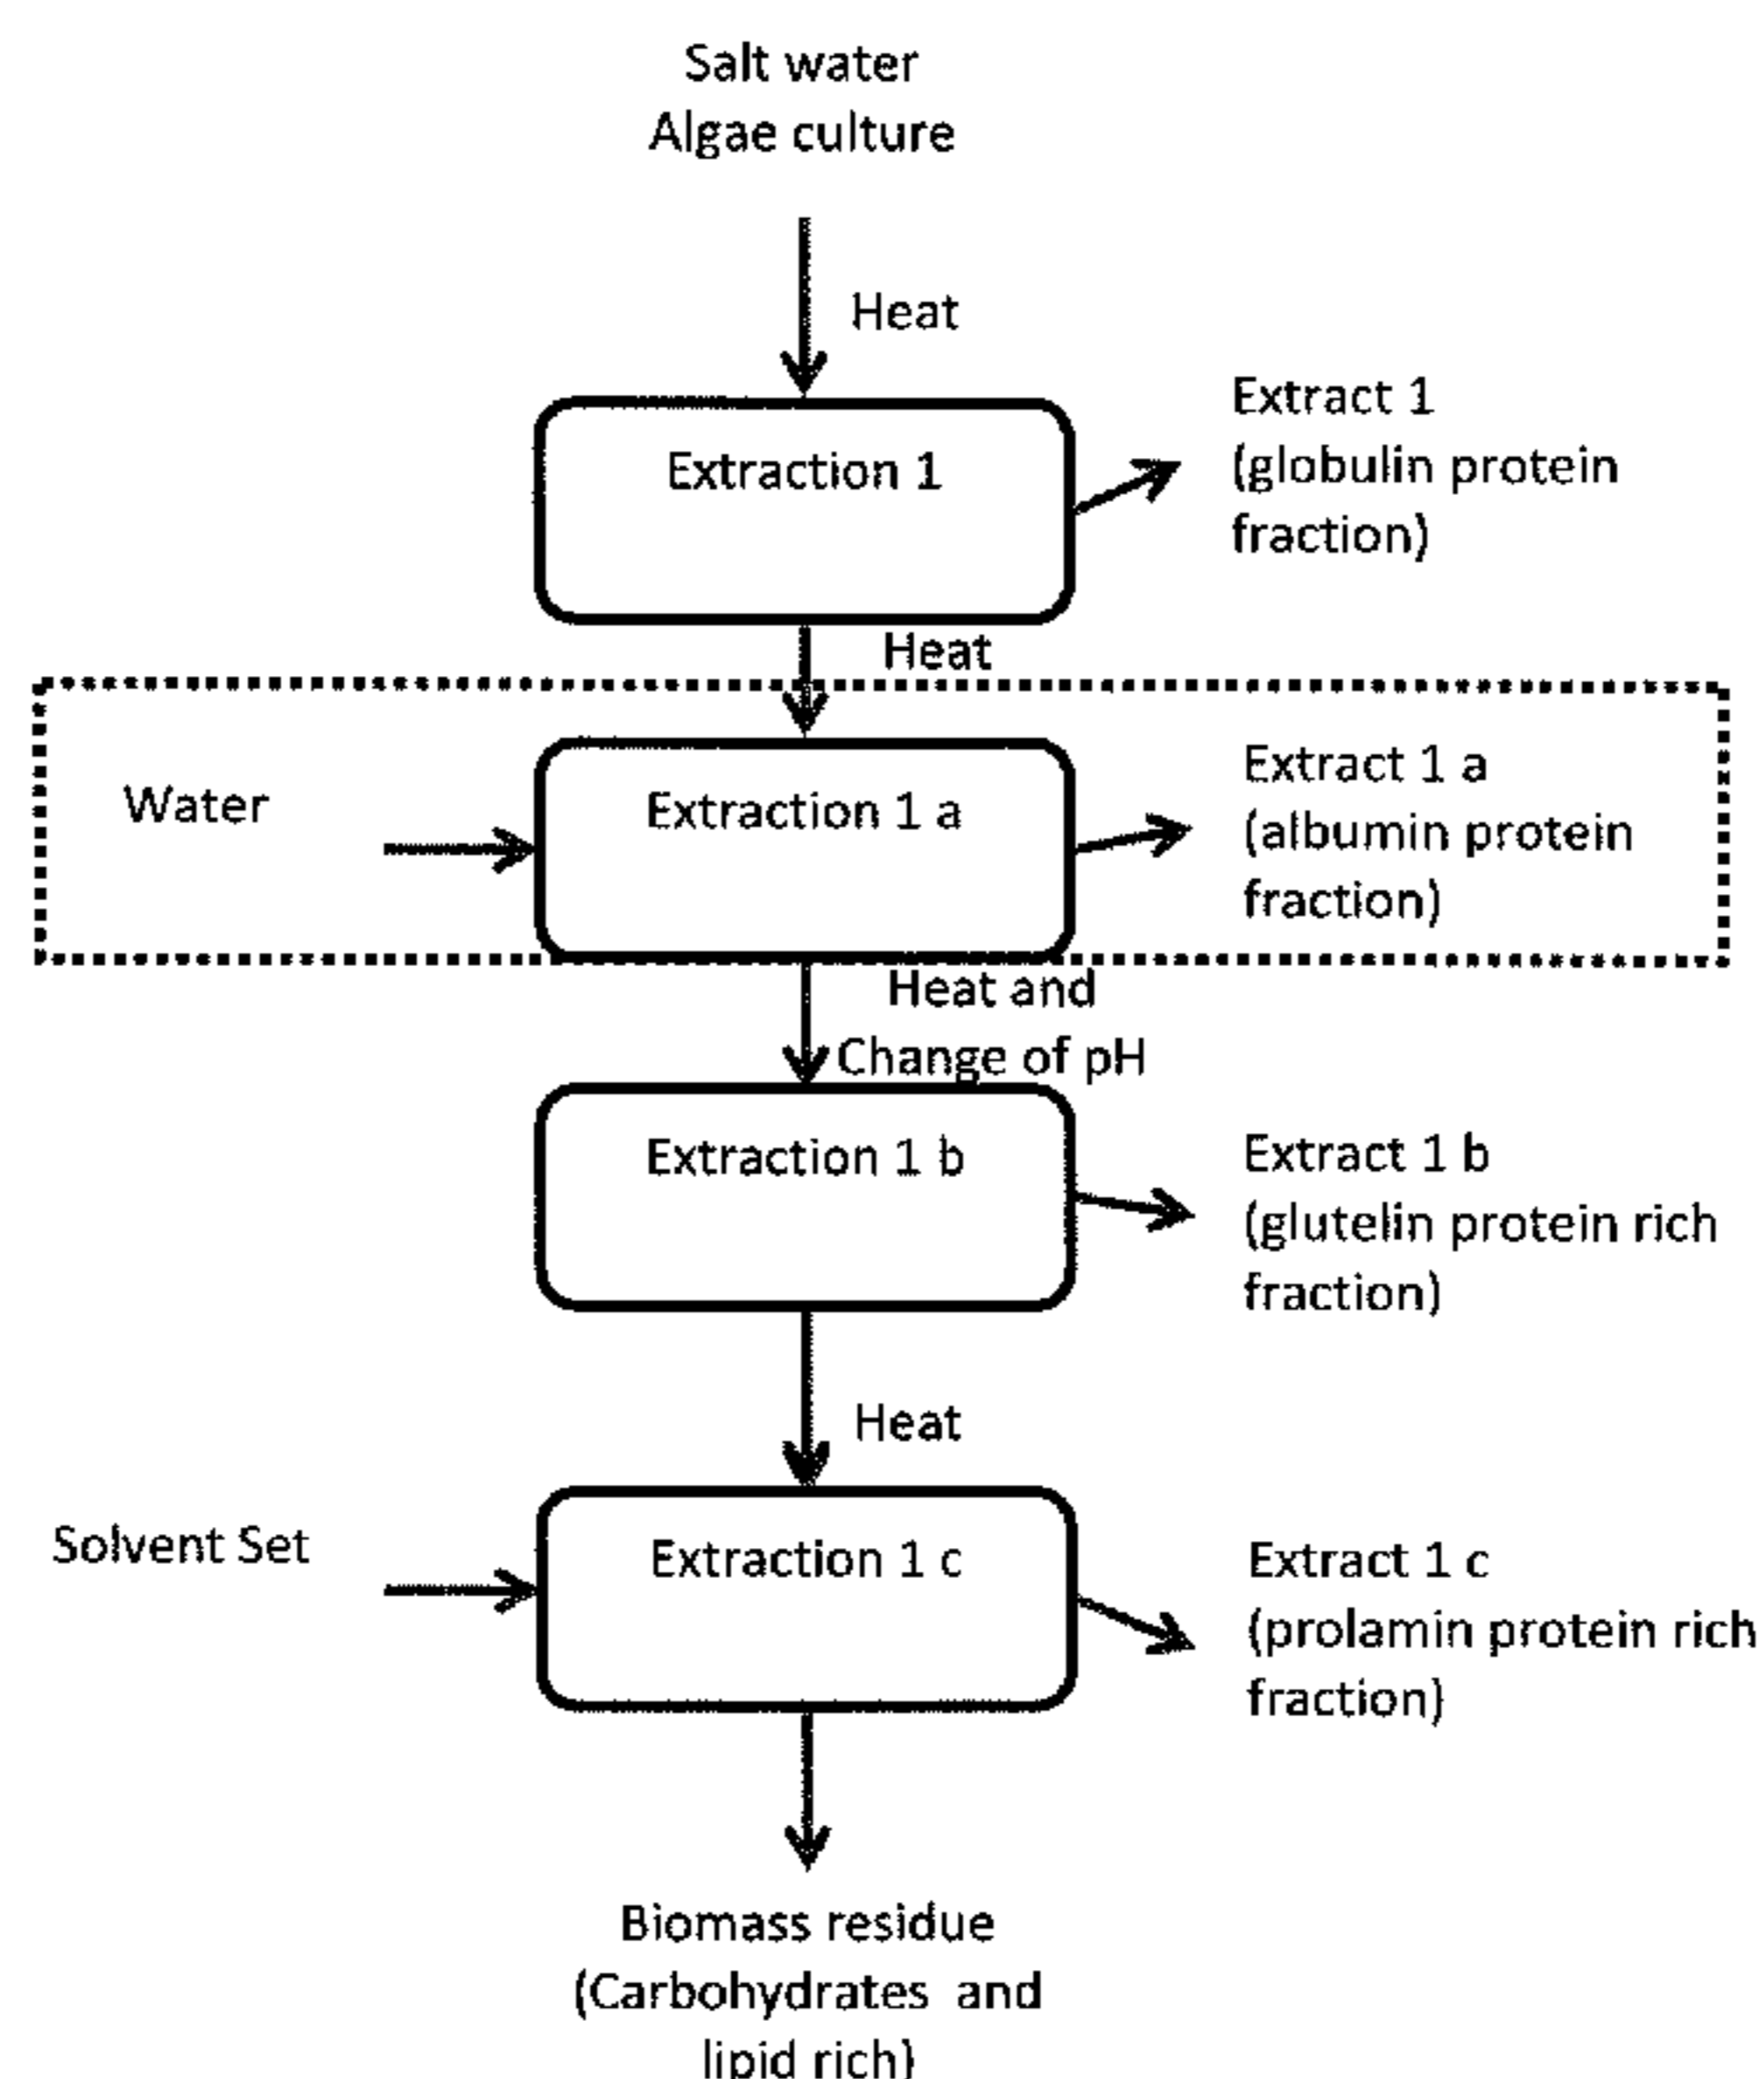 Salt water
Algae culture
Heat
Extraction 1
Extract 1
(globulin protein
fraction)
Heat
Water
Extraction 1 a
Extract 1 a
(albumin protein
fraction)
Heat and
Change of pH
Extraction 1 b
Extract 1 b
(glutelin protein rich
fraction)
Heat
Solvent Set
Extraction 1 c
Extract 1 c
(prolamin protein rich
fraction)
Biomass residue
(Carbohydrates and
lipid rich)